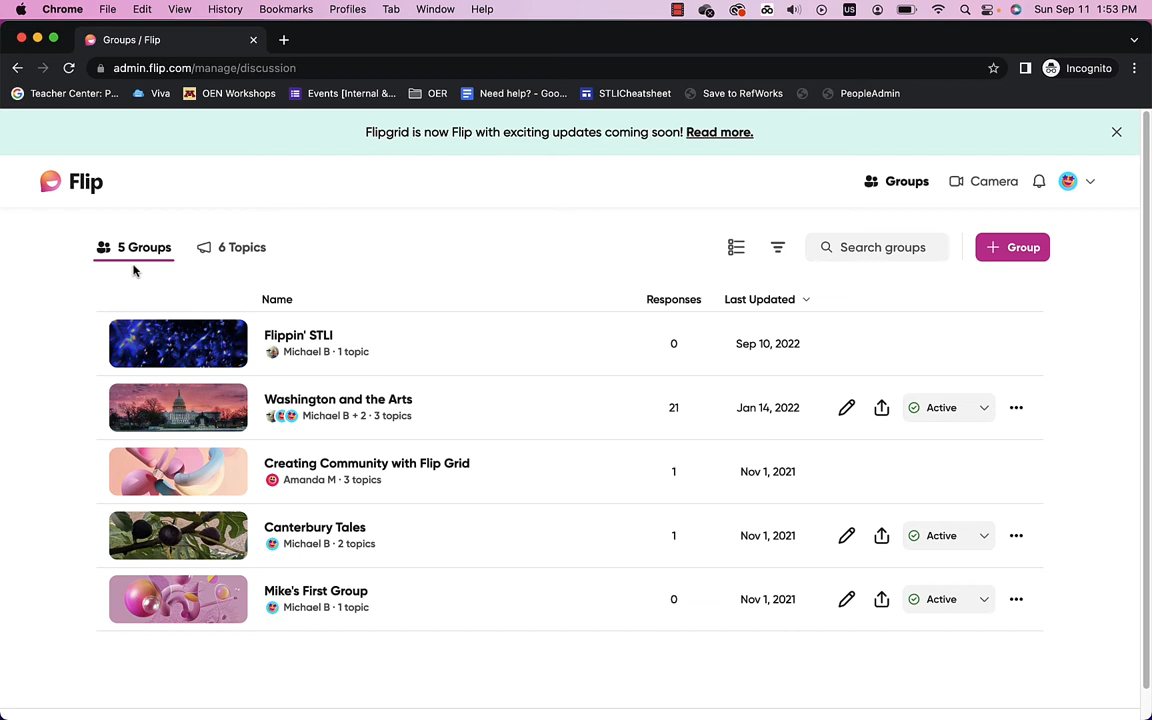 Chrome File Edit View History Bookmarks Profiles Tab Window Help US Sun Sep 11 1:53 PM
Groups / Flip
admin.flip.com/manage/discussion Incognito
Teacher Center: P... Viva OEN Workshops Events [Internal &... OER Need help? - Goo... STLICheatsheet Save to RefWorks PeopleAdmin
Flipgrid is now Flip with exciting updates coming soon! Read more.
Flip Groups Camera
5 Groups 6 Topics Search groups Group
Name Responses Last Updated
Flippin' STLI
Michael B · 1 topic
0 Sep 10, 2022
Washington and the Arts
Michael B + 2 · 3 topics
21 Jan 14, 2022 Active
Creating Community with Flip Grid
Amanda M · 3 topics
1 Nov 1, 2021
Canterbury Tales
Michael B · 2 topics
1 Nov 1, 2021 Active
Mike's First Group
Michael B · 1 topic
0 Nov 1, 2021 Active